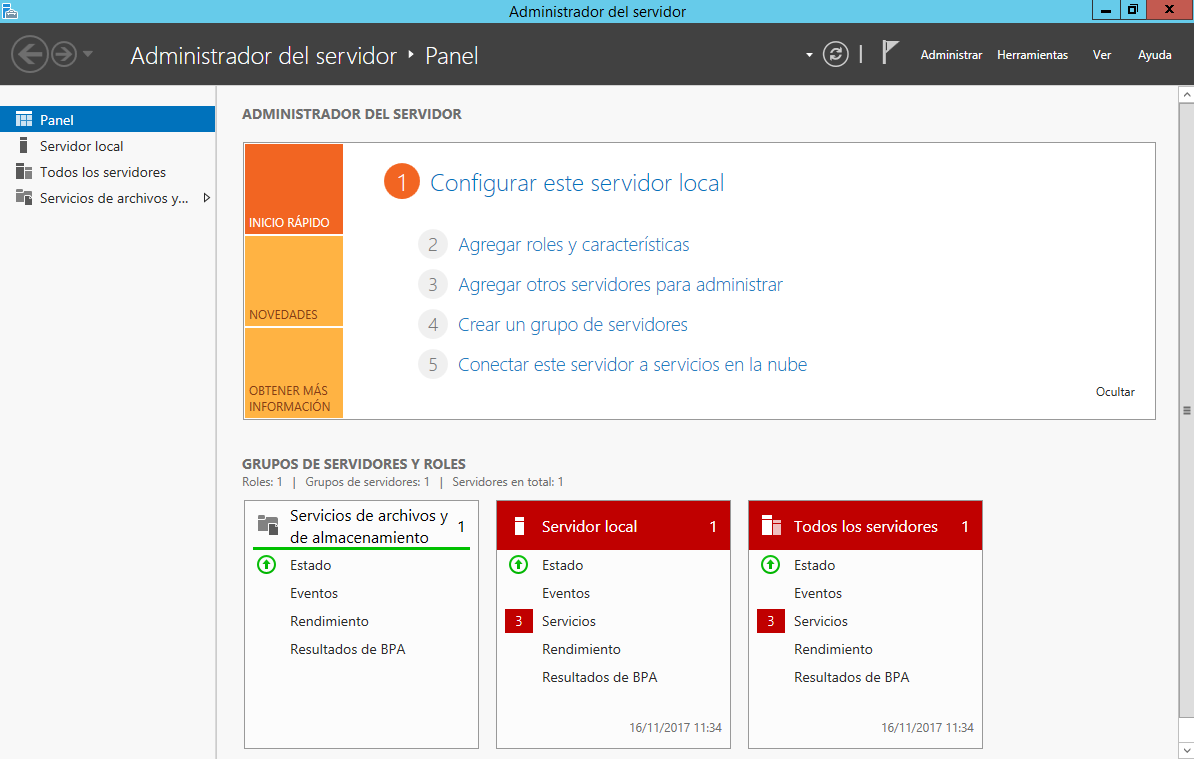 Administrador del servidor
Administrador del servidor ‣ Panel
Administrar Herramientas Ver Ayuda
Panel
Servidor local
Todos los servidores
Servicios de archivos y...
ADMINISTRADOR DEL SERVIDOR
INICIO RÁPIDO
NOVEDADES
OBTENER MÁS
INFORMACIÓN
1 Configurar este servidor local
2 Agregar roles y características
3 Agregar otros servidores para administrar
4 Crear un grupo de servidores
5 Conectar este servidor a servicios en la nube
Ocultar
GRUPOS DE SERVIDORES Y ROLES
Roles: 1 | Grupos de servidores: 1 | Servidores en total: 1
Servicios de archivos y
de almacenamiento 1
Estado
Eventos
Rendimiento
Resultados de BPA
Servidor local 1
Estado
Eventos
3 Servicios
Rendimiento
Resultados de BPA
16/11/2017 11:34
Todos los servidores 1
Estado
Eventos
3 Servicios
Rendimiento
Resultados de BPA
16/11/2017 11:34